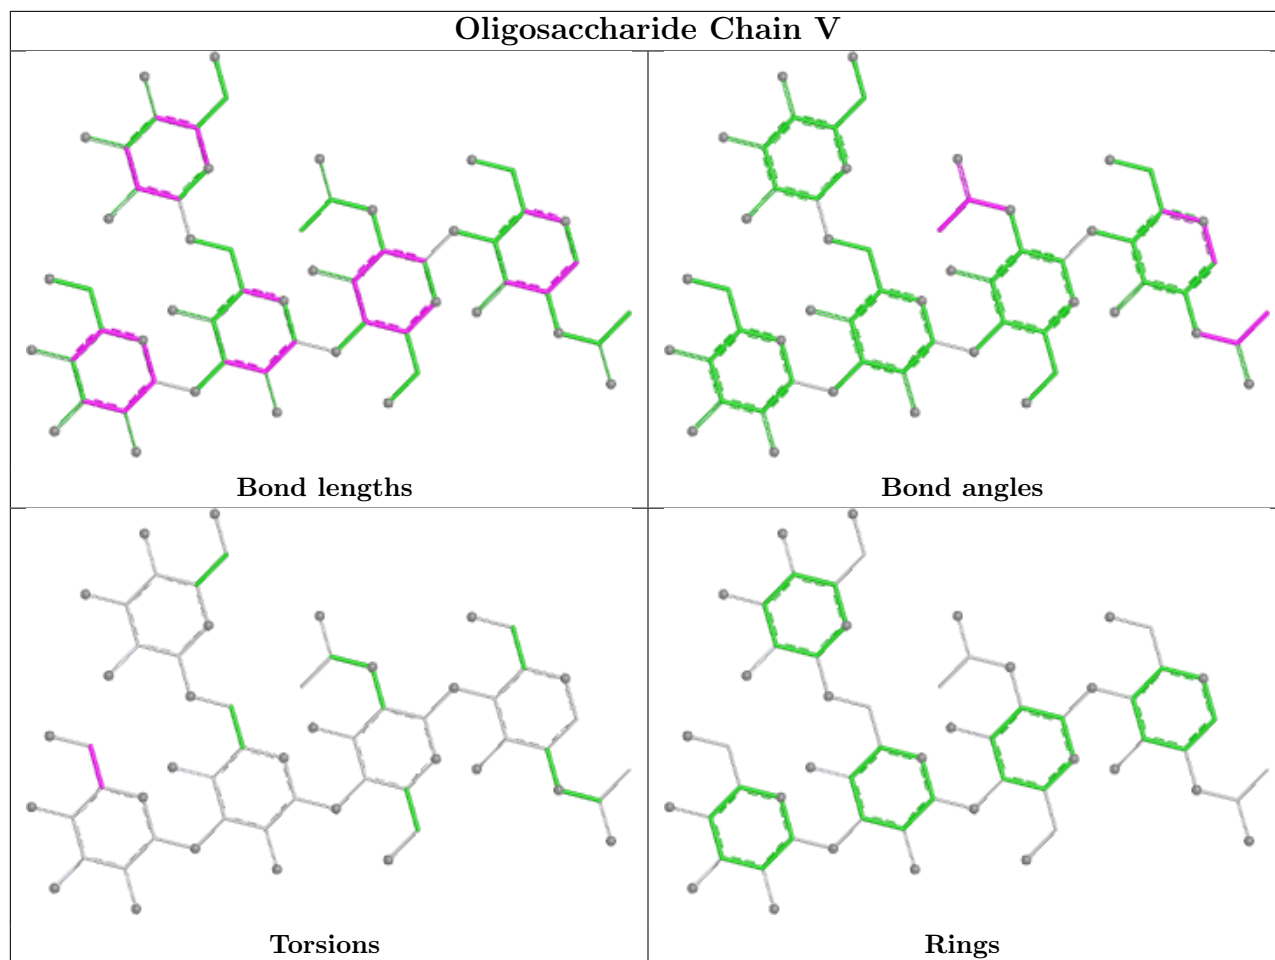 Oligosaccharide Chain V
Bond lengths
Bond angles
Torsions
Rings